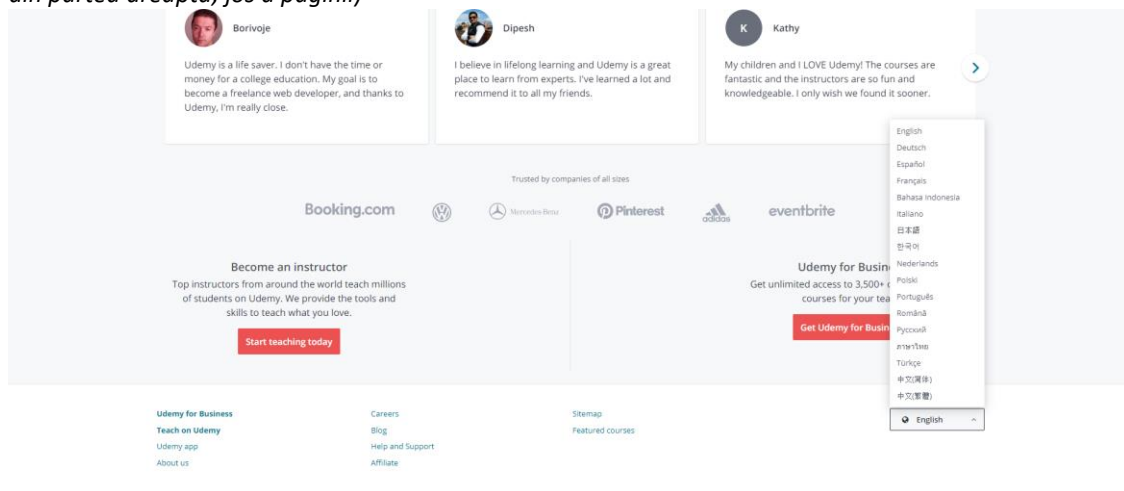 din partea dreapta, jos a paginii)
Borivoje
Udemy is a life saver. I don't have the time or
money for a college education. My goal is to
become a freelance web developer, and thanks to
Udemy, I'm really close.
Dipesh
I believe in lifelong learning and Udemy is a great
place to learn from experts. I've learned a lot and
recommend it to all my friends.
K
Kathy
My children and I LOVE Udemy! The courses are
fantastic and the instructors are so fun and
knowledgeable. I only wish we found it sooner.
Trusted by companies of all sizes
Booking.com
Mercedes-Benz
Pinterest
adidas
eventbrite
Become an instructor
Top instructors from around the world teach millions
of students on Udemy. We provide the tools and
skills to teach what you love.
Start teaching today
Udemy for Busin
Get unlimited access to 3,500+
courses for your tea
Get Udemy for Busin
English
Deutsch
Español
Français
Bahasa Indonesia
Italiano
日本語
한국어
Nederlands
Polski
Português
Română
Русский
ภาษาไทย
Türkçe
中文(简体)
中文(繁體)
English
Udemy for Business
Teach on Udemy
Udemy app
About us
Careers
Blog
Help and Support
Affiliate
Sitemap
Featured courses